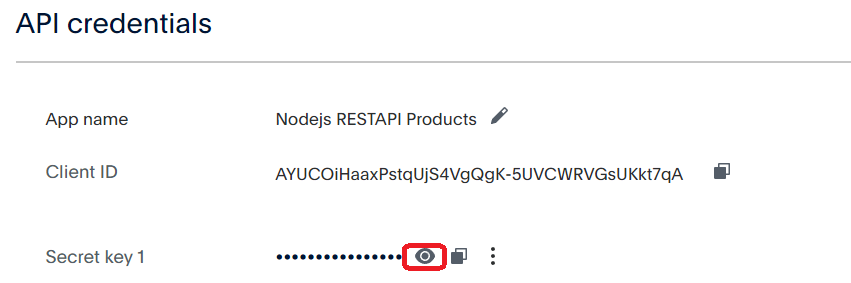 API credentials
App name Nodejs RESTAPI Products
Client ID AYUCOiHaaxPstqUjS4VgQgK-5UVCWRVGsUKkt7qA
Secret key 1 ••••••••••••••••